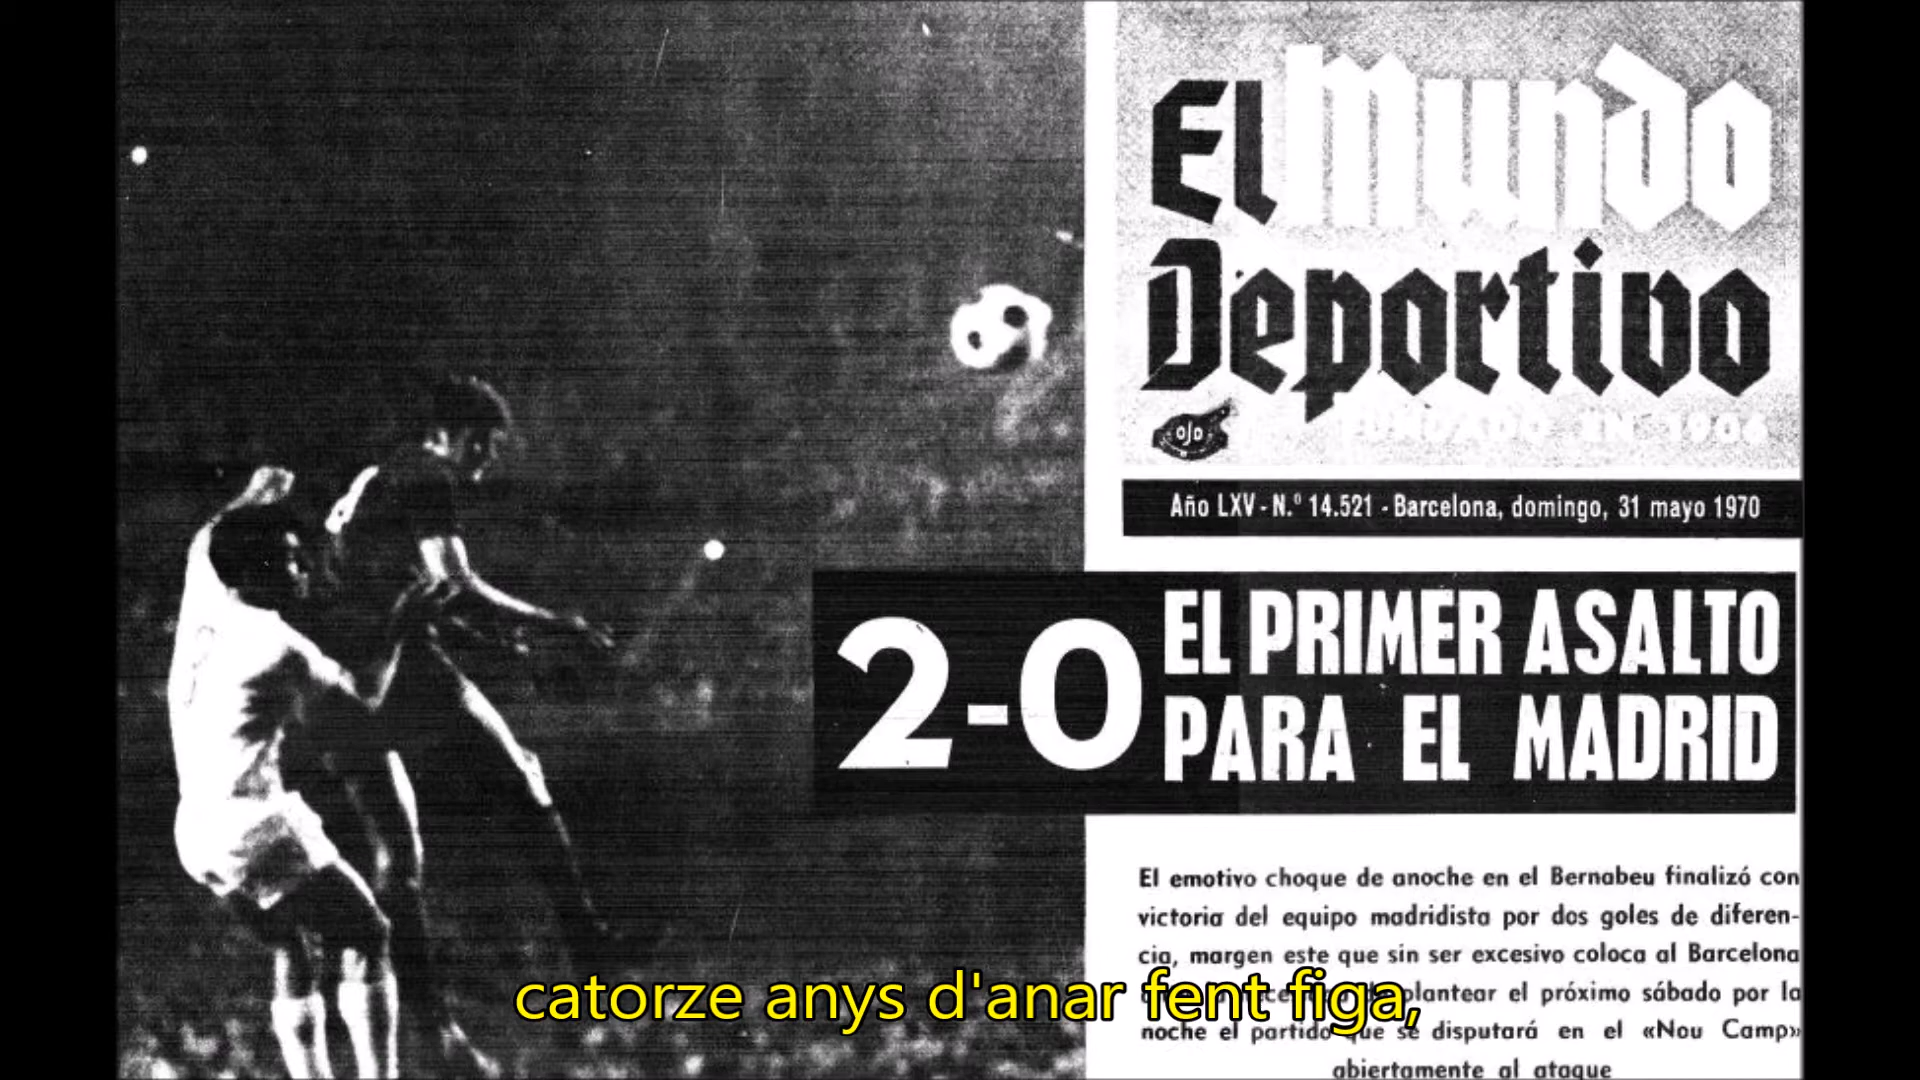 El Mundo
Deportivo
FUNDADO EN 1906
OJD
Año LXV - N.º 14.521 - Barcelona, domingo, 31 mayo 1970
2-0
EL PRIMER ASALTO
PARA EL MADRID
El emotivo choque de anoche en el Bernabeu finalizó con
victoria del equipo madridista por dos goles de diferen-
cia, margen este que sin ser excesivo coloca al Barcelona
plantear el próximo sábado por la
noche el partido que se disputará en el «Nou Camp»
abiertamente al ataque
catorze anys d'anar fent figa,